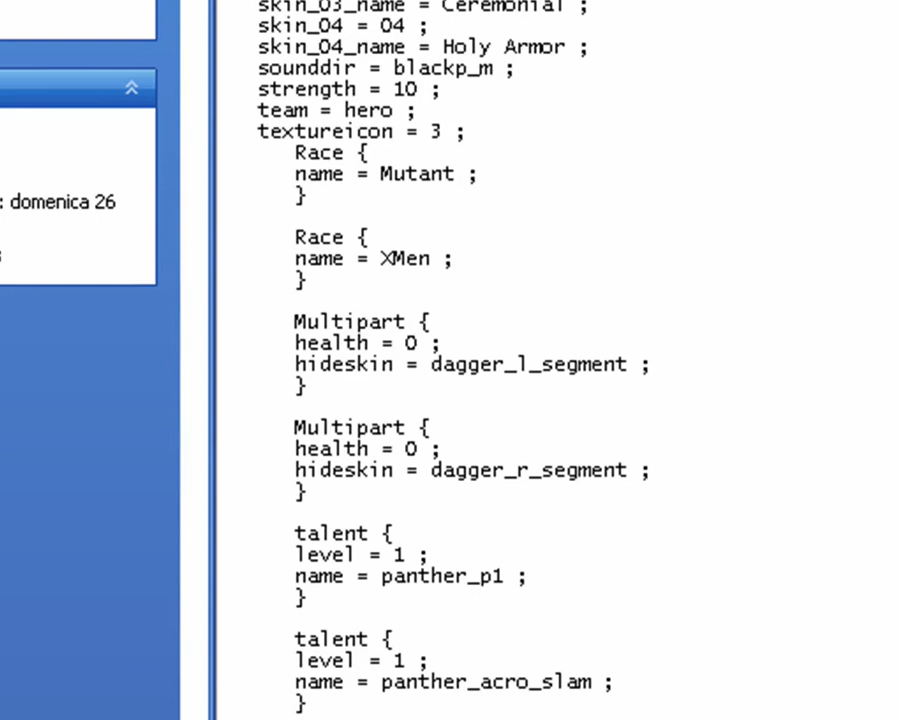 skin_03_name = Ceremonial ;
skin_04 = 04 ;
skin_04_name = Holy Armor ;
sounddir = blackp_m ;
strength = 10 ;
team = hero ;
textureicon = 3 ;
Race {
name = Mutant ;
}
Race {
name = XMen ;
}
Multipart {
health = 0 ;
hideskin = dagger_l_segment ;
}
Multipart {
health = 0 ;
hideskin = dagger_r_segment ;
}
talent {
level = 1 ;
name = panther_p1 ;
}
talent {
level = 1 ;
name = panther_acro_slam ;
}
: domenica 26